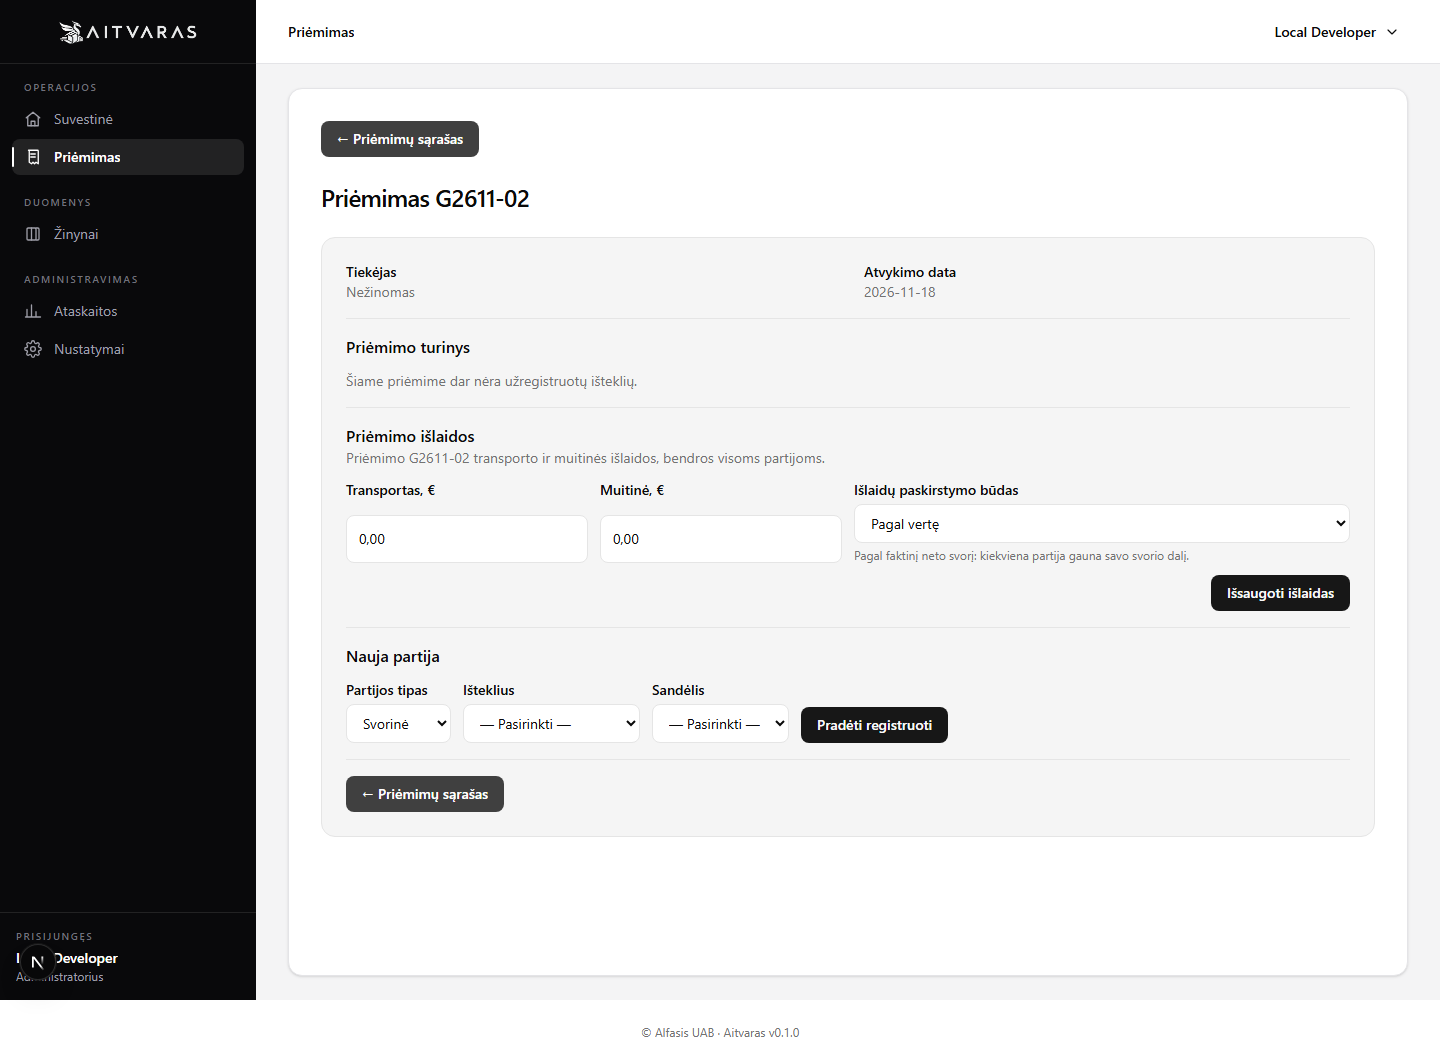 AITVARAS
Priėmimas
Local Developer
OPERACIJOS
Suvestinė
Priėmimas
DUOMENYS
Žinynai
ADMINISTRAVIMAS
Ataskaitos
Nustatymai
← Priėmimų sąrašas
Priėmimas G2611-02
Tiekėjas
Nežinomas
Atvykimo data
2026-11-18
Priėmimo turinys
Šiame priėmime dar nėra užregistruotų išteklių.
Priėmimo išlaidos
Priėmimo G2611-02 transporto ir muitinės išlaidos, bendros visoms partijoms.
Transportas, €
0,00
Muitinė, €
0,00
Išlaidų paskirstymo būdas
Pagal vertę
Pagal faktinį neto svorį: kiekviena partija gauna savo svorio dalį.
Išsaugoti išlaidas
Nauja partija
Partijos tipas
Svorinė
Išteklius
— Pasirinkti —
Sandėlis
— Pasirinkti —
Pradėti registruoti
← Priėmimų sąrašas
PRISIJUNGĘS
Developer
N
© Alfasis UAB · Aitvaras v0.1.0